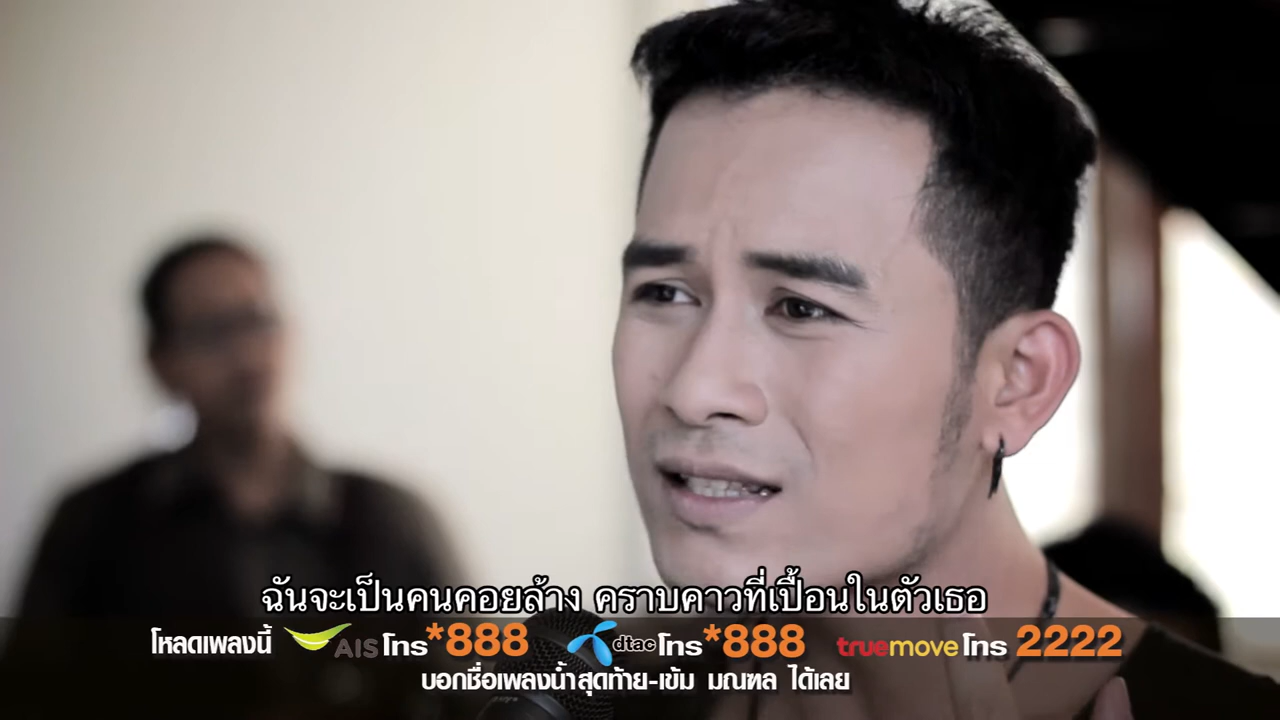 ฉันจะเป็นคนคอยล้าง คราบคาวที่เปื้อนในตัวเธอ
โหลดเพลงนี้ AIS โทร *888 dtac โทร *888 truemove โทร 2222
บอกชื่อเพลงน้ำสุดท้าย-เข้ม มณฑล ได้เลย